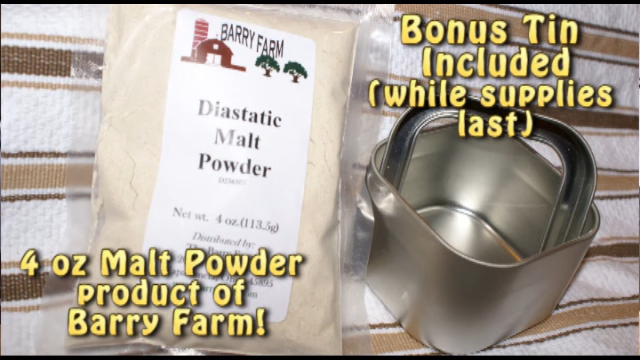 BARRY FARM
Diastatic
Malt
Powder
Net wt. 4 oz.(113.5g)
Distributed by:
Bonus Tin
Included
(while supplies
last)
4 oz Malt Powder
product of
Barry Farm!